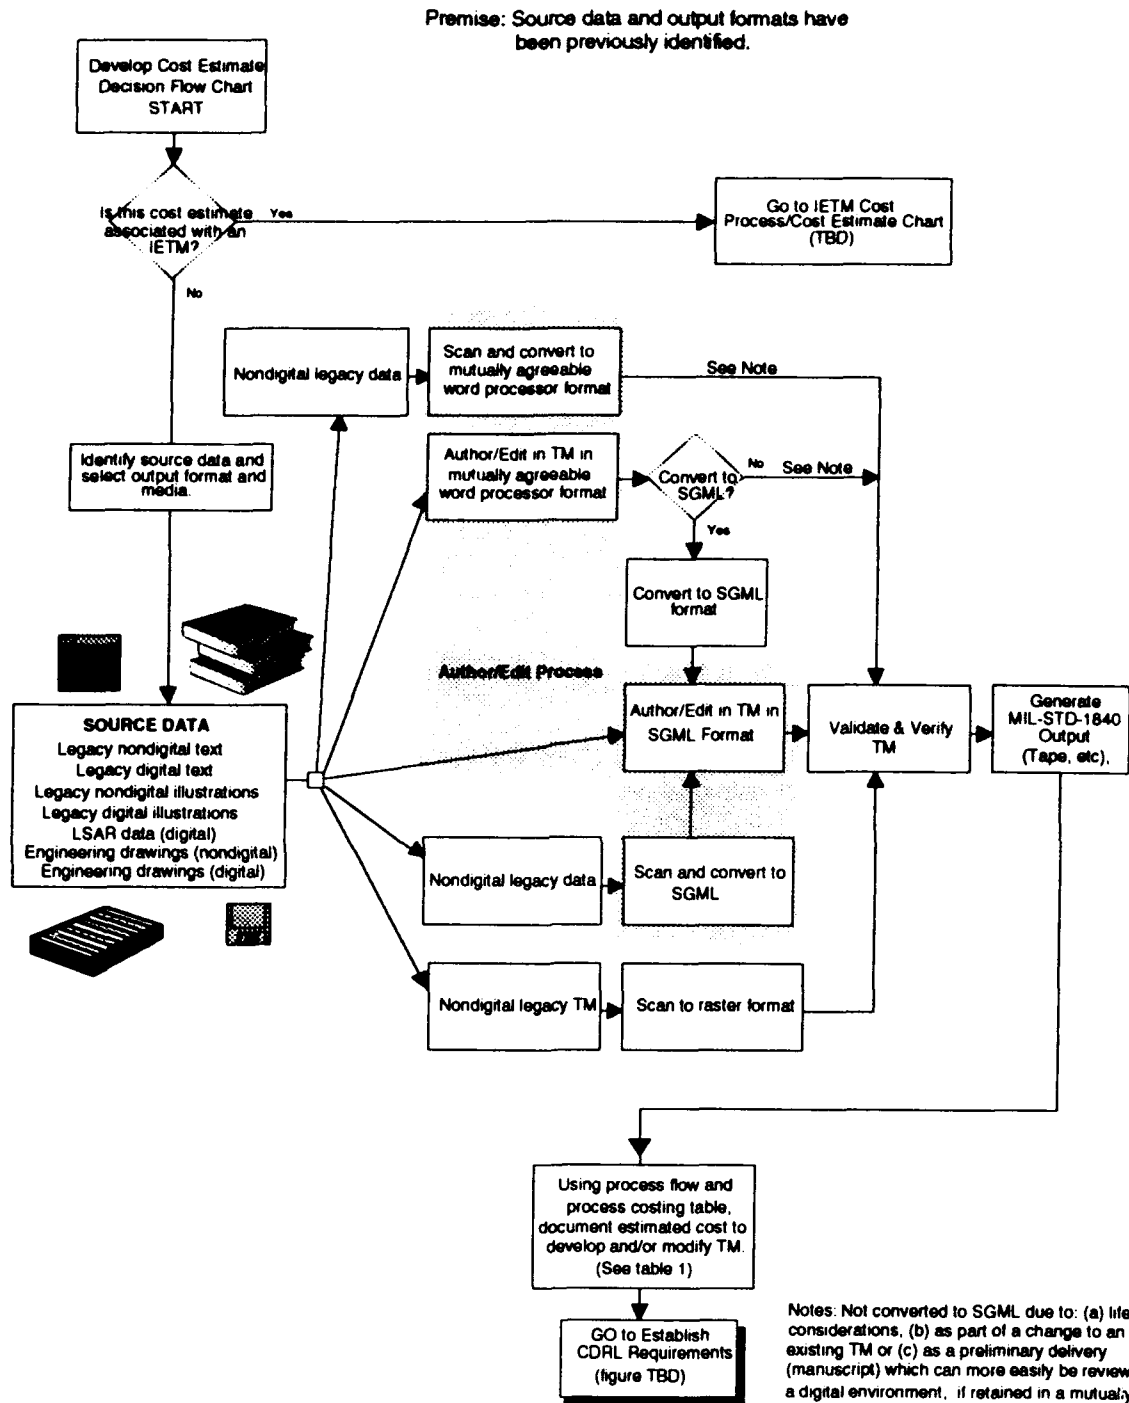 Premise: Source data and output formats have
been previously identified.
Develop Cost Estimate
Decision Flow Chart
START
Is this cost estimate
associated with an
IETM?
Yes
Go to IETM Cost
Process/Cost Estimate Chart
(TBD)
No
Nondigital legacy data
Scan and convert to
mutually agreeable
word processor format
See Note
Identify source data and
select output format and
media.
Author/Edit in TM in
mutually agreeable
word processor format
Convert to
SGML?
No
See Note
Yes
Convert to SGML
format
Author/Edit Process
SOURCE DATA
Legacy nondigital text
Legacy digital text
Legacy nondigital illustrations
Legacy digital illustrations
LSAR data (digital)
Engineering drawings (nondigital)
Engineering drawings (digital)
Author/Edit in TM in
SGML Format
Validate & Verify
TM
Generate
MIL-STD-1840
Output
(Tape, etc),
Nondigital legacy data
Scan and convert to
SGML
Nondigital legacy TM
Scan to raster format
Using process flow and
process costing table,
document estimated cost to
develop and/or modify TM.
(See table 1)
GO to Establish
CDRL Requirements
(figure TBD)
Notes: Not converted to SGML due to: (a) life
considerations, (b) as part of a change to an
existing TM or (c) as a preliminary delivery
(manuscript) which can more easily be review
a digital environment, if retained in a mutually